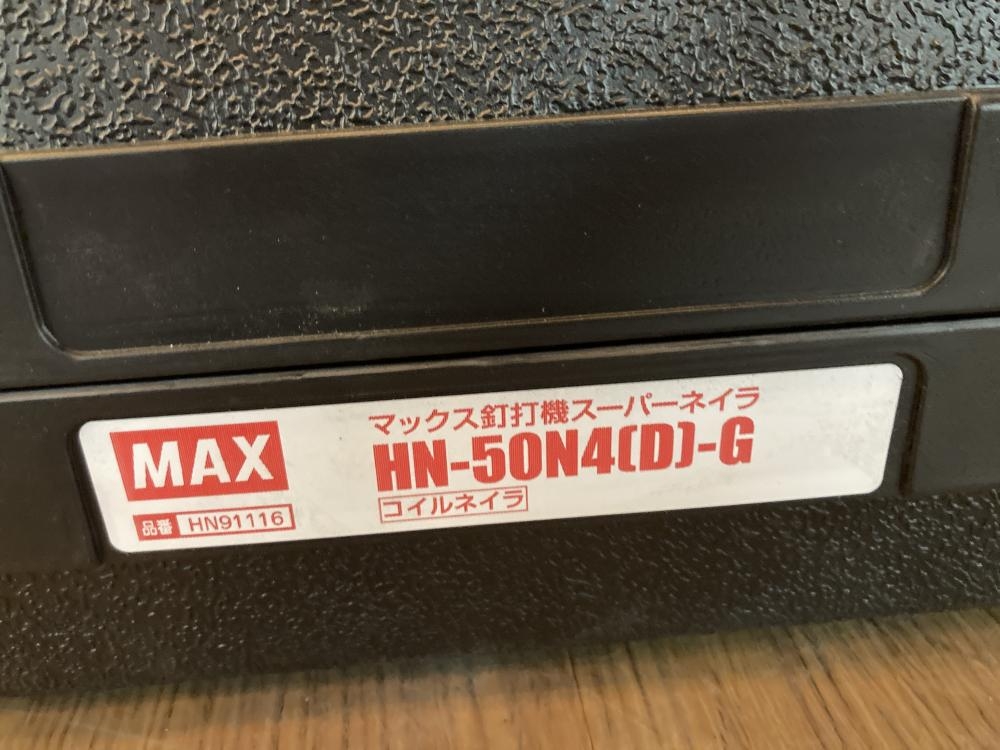 MAX
品番 HN91116
マックス釘打機スーパーネイラ
HN-50N4(D)-G
コイルネイラ